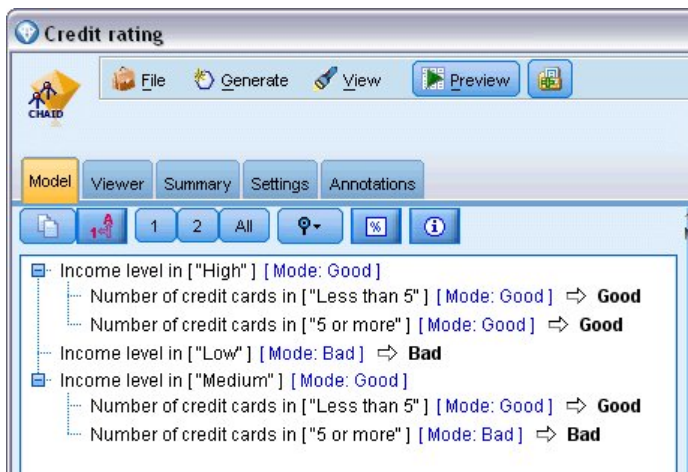 Credit rating
CHAID
File Generate View Preview
Model Viewer Summary Settings Annotations
1 2 All %
Income level in ["High"] [Mode: Good]
Number of credit cards in ["Less than 5"] [Mode: Good] ⇨ Good
Number of credit cards in ["5 or more"] [Mode: Good] ⇨ Good
Income level in ["Low"] [Mode: Bad] ⇨ Bad
Income level in ["Medium"] [Mode: Good]
Number of credit cards in ["Less than 5"] [Mode: Good] ⇨ Good
Number of credit cards in ["5 or more"] [Mode: Bad] ⇨ Bad